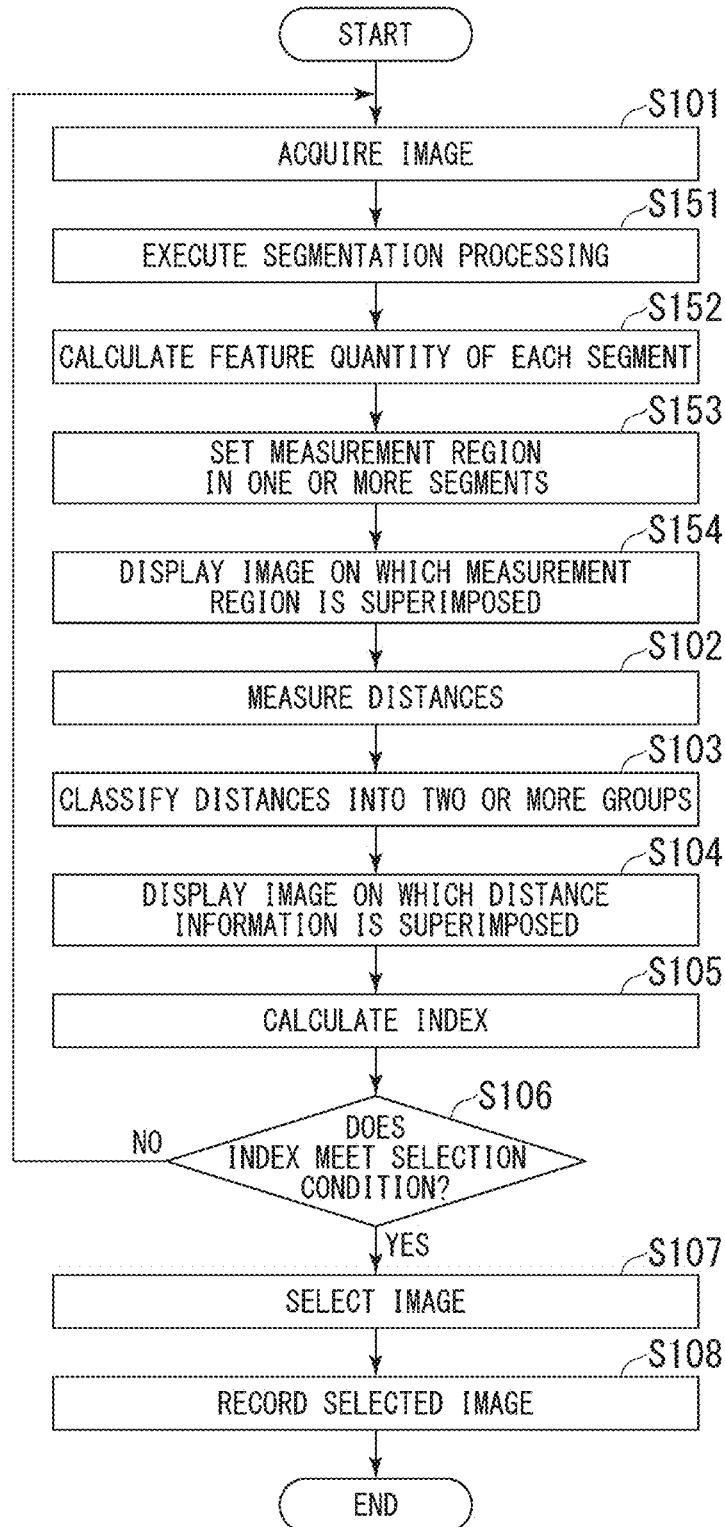 START
S101
ACQUIRE IMAGE
S151
EXECUTE SEGMENTATION PROCESSING
S152
CALCULATE FEATURE QUANTITY OF EACH SEGMENT
S153
SET MEASUREMENT REGION
IN ONE OR MORE SEGMENTS
S154
DISPLAY IMAGE ON WHICH MEASUREMENT
REGION IS SUPERIMPOSED
S102
MEASURE DISTANCES
S103
CLASSIFY DISTANCES INTO TWO OR MORE GROUPS
S104
DISPLAY IMAGE ON WHICH DISTANCE
INFORMATION IS SUPERIMPOSED
S105
CALCULATE INDEX
S106
DOES
INDEX MEET SELECTION
CONDITION?
NO
YES
S107
SELECT IMAGE
S108
RECORD SELECTED IMAGE
END